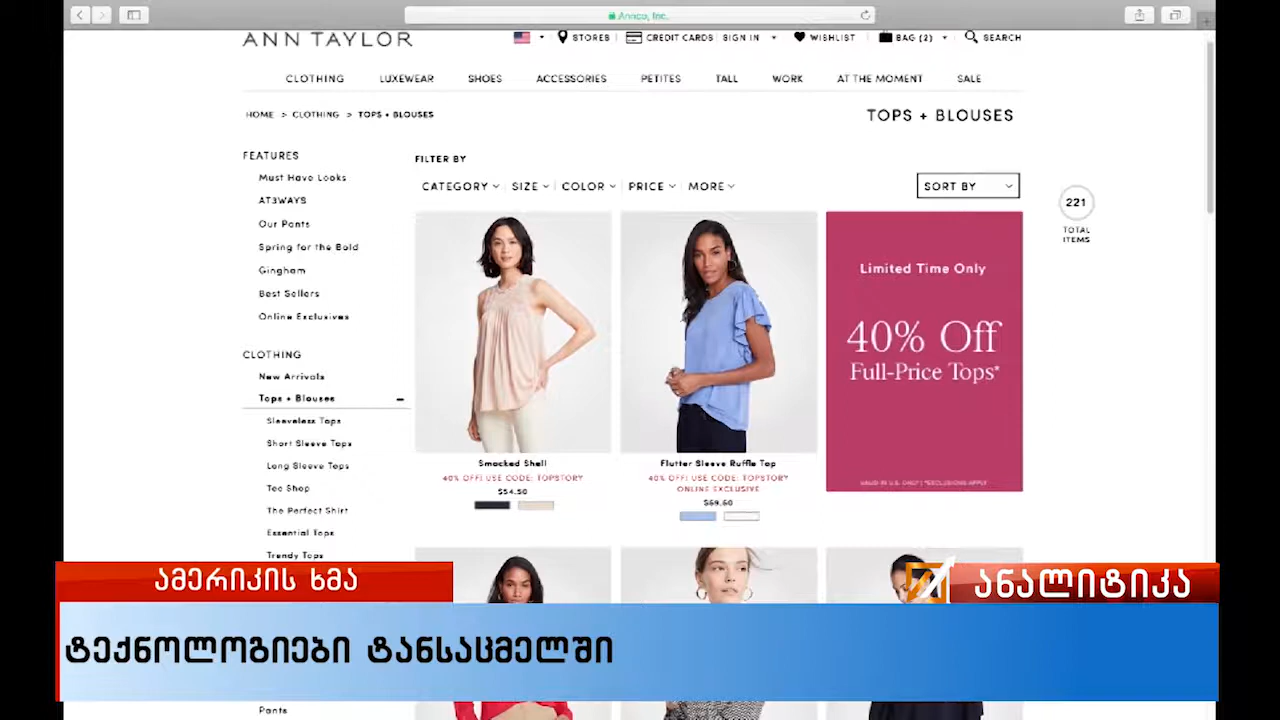 Annco, Inc.
ANN TAYLOR
STORES
CREDIT CARDS
SIGN IN
WISHLIST
BAG (2)
SEARCH
CLOTHING
LUXEWEAR
SHOES
ACCESSORIES
PETITES
TALL
WORK
AT THE MOMENT
SALE
HOME > CLOTHING > TOPS + BLOUSES
TOPS + BLOUSES
FEATURES
Must Have Looks
AT3WAYS
Our Pants
Spring for the Bold
Gingham
Best Sellers
Online Exclusives
CLOTHING
New Arrivals
Tops + Blouses
Sleeveless Tops
Short Sleeve Tops
Long Sleeve Tops
Tee Shop
The Perfect Shirt
Essential Tops
Trendy Tops
Pants
FILTER BY
CATEGORY
SIZE
COLOR
PRICE
MORE
SORT BY
221
TOTAL
ITEMS
Smocked Shell
40% OFF! USE CODE: TOPSTORY
$54.50
Flutter Sleeve Ruffle Top
40% OFF! USE CODE: TOPSTORY
ONLINE EXCLUSIVE
$69.50
Limited Time Only
40% Off
Full-Price Tops*
VALID IN U.S. ONLY | *EXCLUSIONS APPLY
ამერიკის ხმა
ანალიტიკა
ტექნოლოგიები ტანსაცმელში